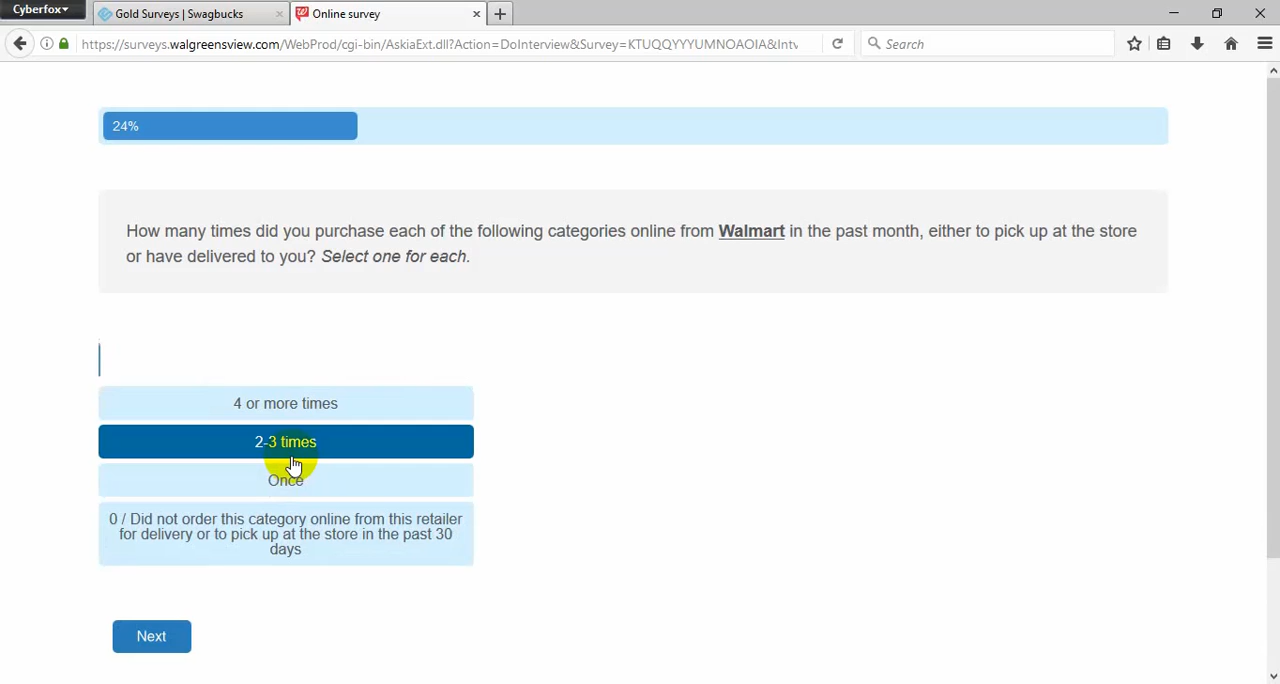 Cyberfox
Gold Surveys | Swagbucks
Online survey
https://surveys.walgreensview.com/WebProd/cgi-bin/AskiaExt.dll?Action=DoInterview&Survey=KTUQQYYYUMNOAOIA&Intv
Search
24%
How many times did you purchase each of the following categories online from Walmart in the past month, either to pick up at the store
or have delivered to you? Select one for each.
4 or more times
2-3 times
Once
0 / Did not order this category online from this retailer
for delivery or to pick up at the store in the past 30
days
Next